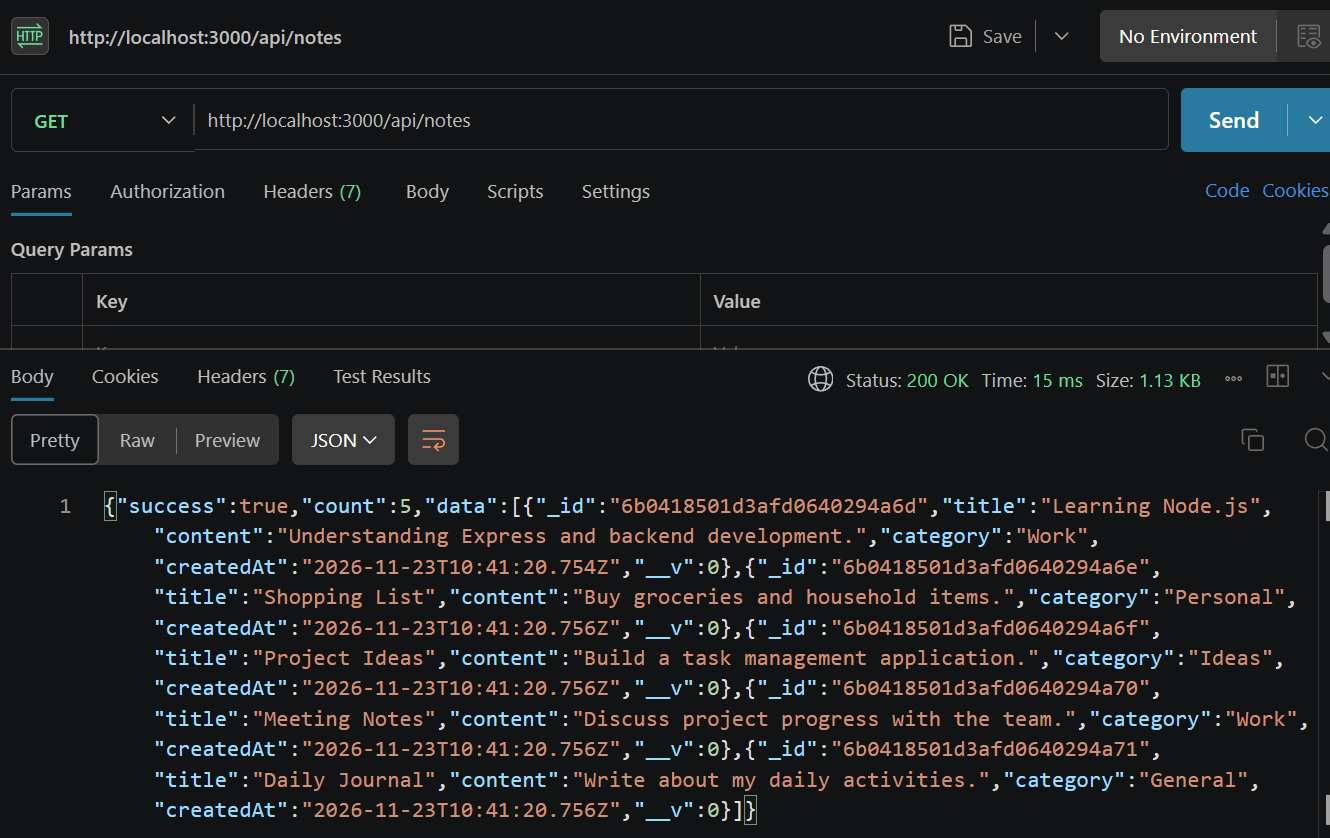 HTTP http://localhost:3000/api/notes Save No Environment
GET http://localhost:3000/api/notes Send
Params Authorization Headers (7) Body Scripts Settings Code Cookies
Query Params
Key Value
Body Cookies Headers (7) Test Results Status: 200 OK Time: 15 ms Size: 1.13 KB
Pretty Raw Preview JSON
1 {"success":true,"count":5,"data":[{"_id":"6b0418501d3afd0640294a6d","title":"Learning Node.js",
"content":"Understanding Express and backend development.","category":"Work",
"createdAt":"2026-11-23T10:41:20.754Z","__v":0},{"_id":"6b0418501d3afd0640294a6e",
"title":"Shopping List","content":"Buy groceries and household items.","category":"Personal",
"createdAt":"2026-11-23T10:41:20.756Z","__v":0},{"_id":"6b0418501d3afd0640294a6f",
"title":"Project Ideas","content":"Build a task management application.","category":"Ideas",
"createdAt":"2026-11-23T10:41:20.756Z","__v":0},{"_id":"6b0418501d3afd0640294a70",
"title":"Meeting Notes","content":"Discuss project progress with the team.","category":"Work",
"createdAt":"2026-11-23T10:41:20.756Z","__v":0},{"_id":"6b0418501d3afd0640294a71",
"title":"Daily Journal","content":"Write about my daily activities.","category":"General",
"createdAt":"2026-11-23T10:41:20.756Z","__v":0}]}